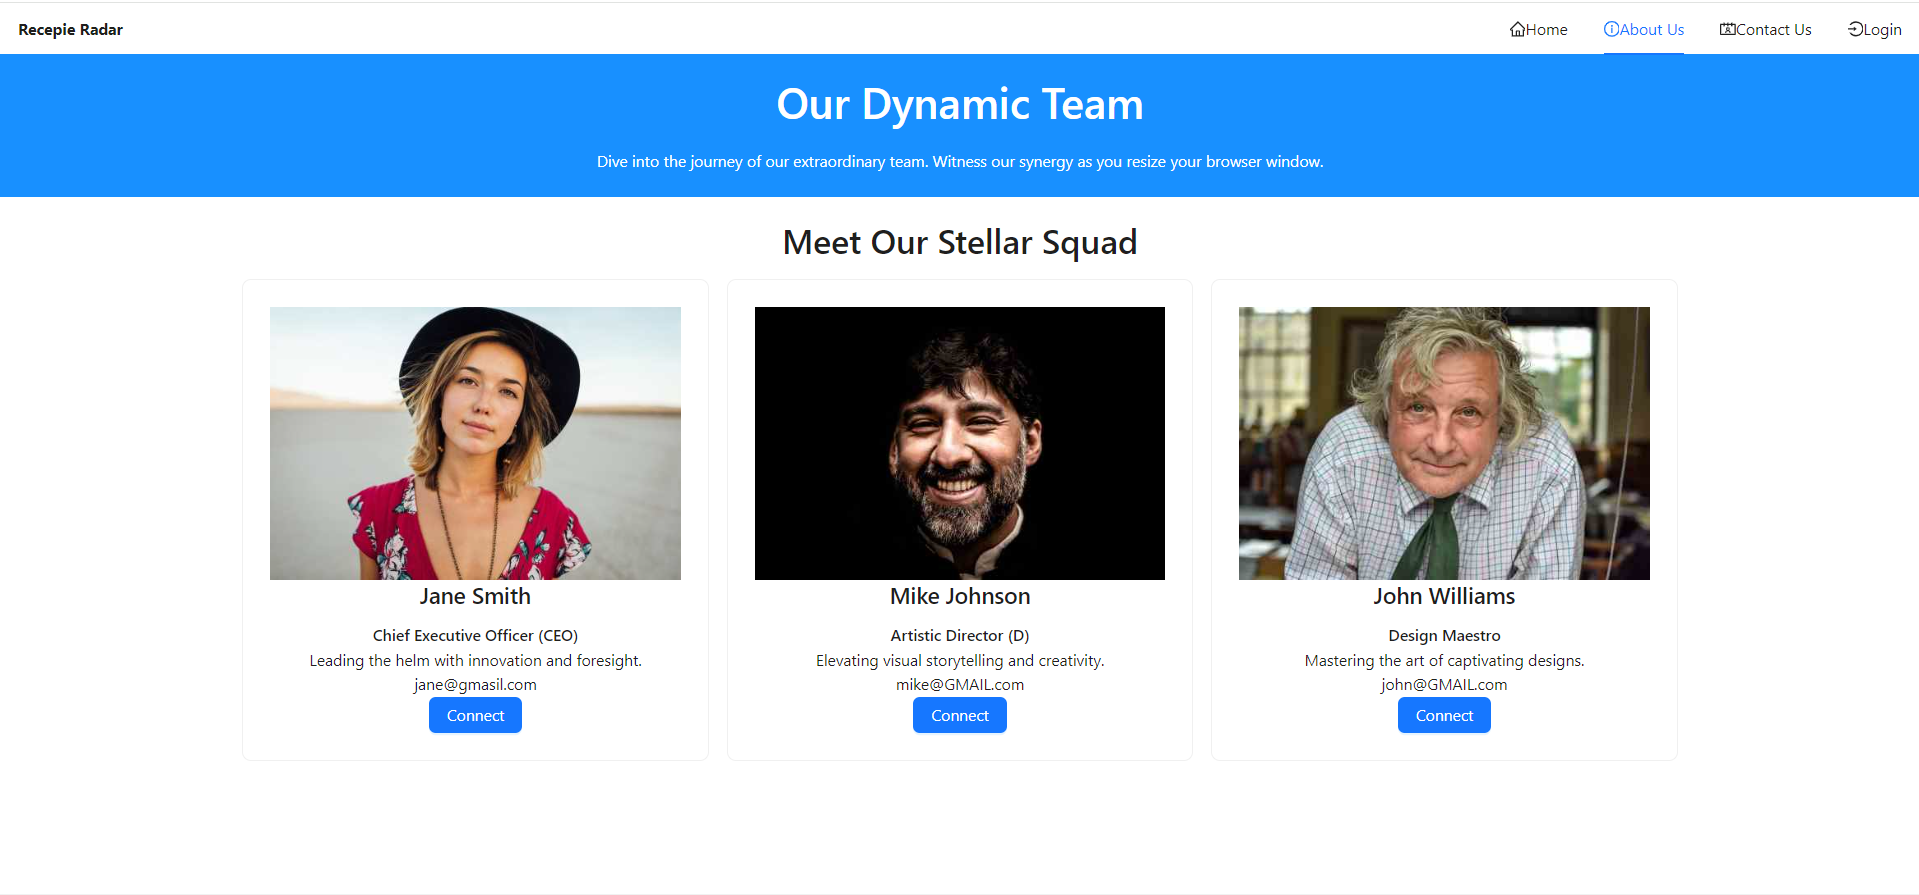 Recepie Radar
Home
About Us
Contact Us
Login
Our Dynamic Team
Dive into the journey of our extraordinary team. Witness our synergy as you resize your browser window.
Meet Our Stellar Squad
Jane Smith
Chief Executive Officer (CEO)
Leading the helm with innovation and foresight.
jane@gmasil.com
Connect
Mike Johnson
Artistic Director (D)
Elevating visual storytelling and creativity.
mike@GMAIL.com
Connect
John Williams
Design Maestro
Mastering the art of captivating designs.
john@GMAIL.com
Connect